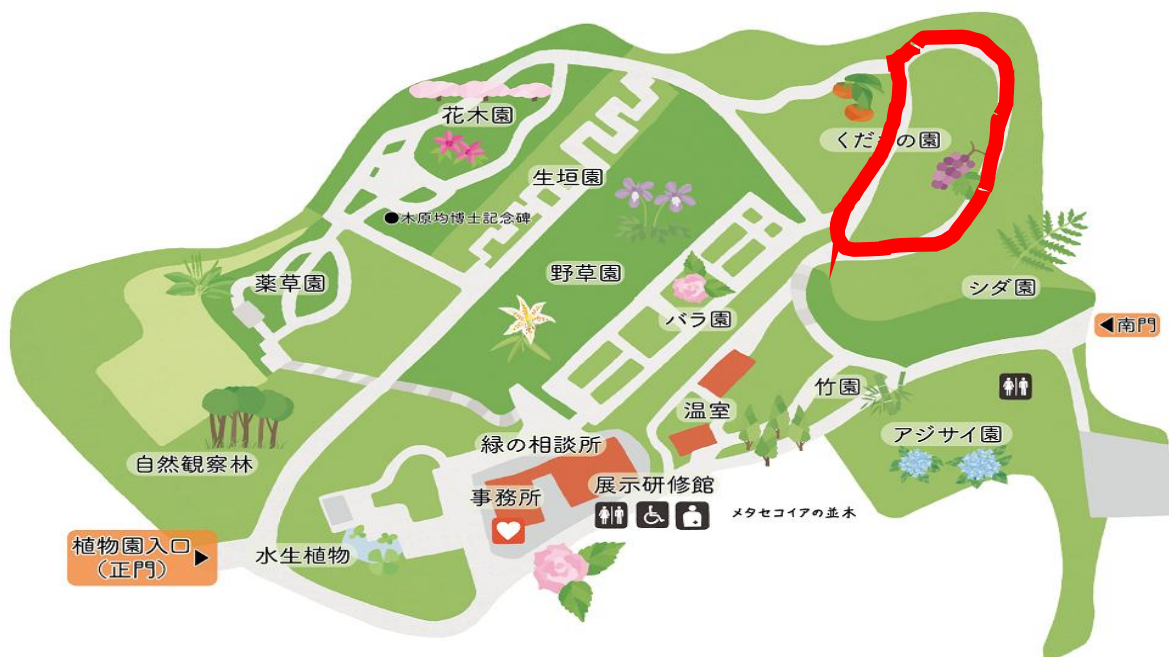 花木園
くだもの園
生垣園
●木原均博士記念碑
薬草園
野草園
シダ園
バラ園
◀南門
竹園
温室
アジサイ園
緑の相談所
自然観察林
展示研修館
事務所
メタセコイアの並木
植物園入口
(正門)▶
水生植物